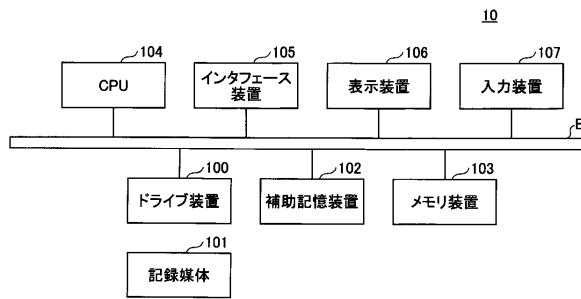 10
104
CPU
105
インタフェース
装置
106
表示装置
107
入力装置
100
ドライブ装置
102
補助記憶装置
103
メモリ装置
101
記録媒体